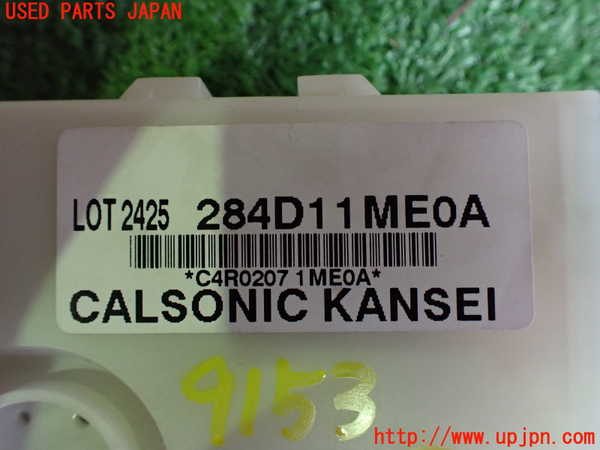 USED PARTS JAPAN
LOT 2425 284D11ME0A
*C4R0207 1ME0A*
CALSONIC KANSEI
9153
http://www.upjpn.com/